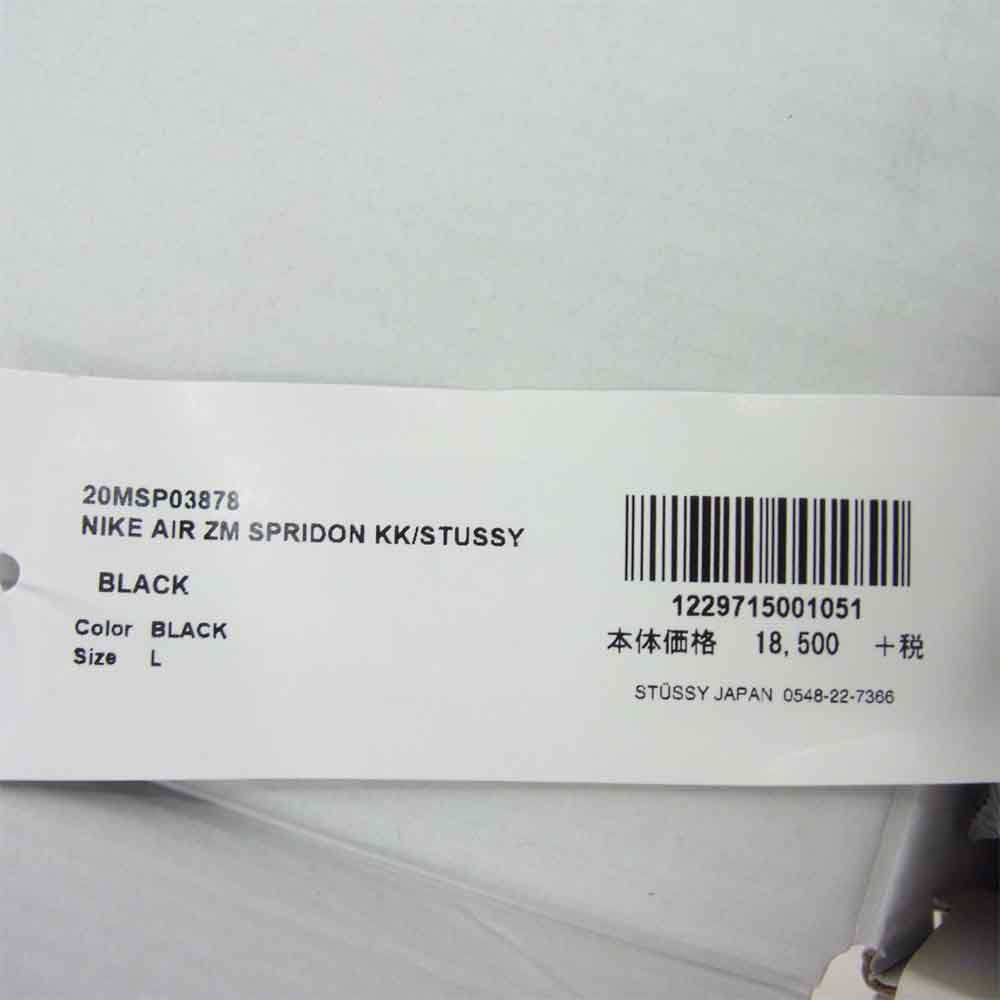 20MSP03878
NIKE AIR ZM SPRIDON KK/STUSSY
BLACK
Color BLACK
Size L
1229715001051
本体価格 18,500 +税
STÜSSY JAPAN 0548-22-7366